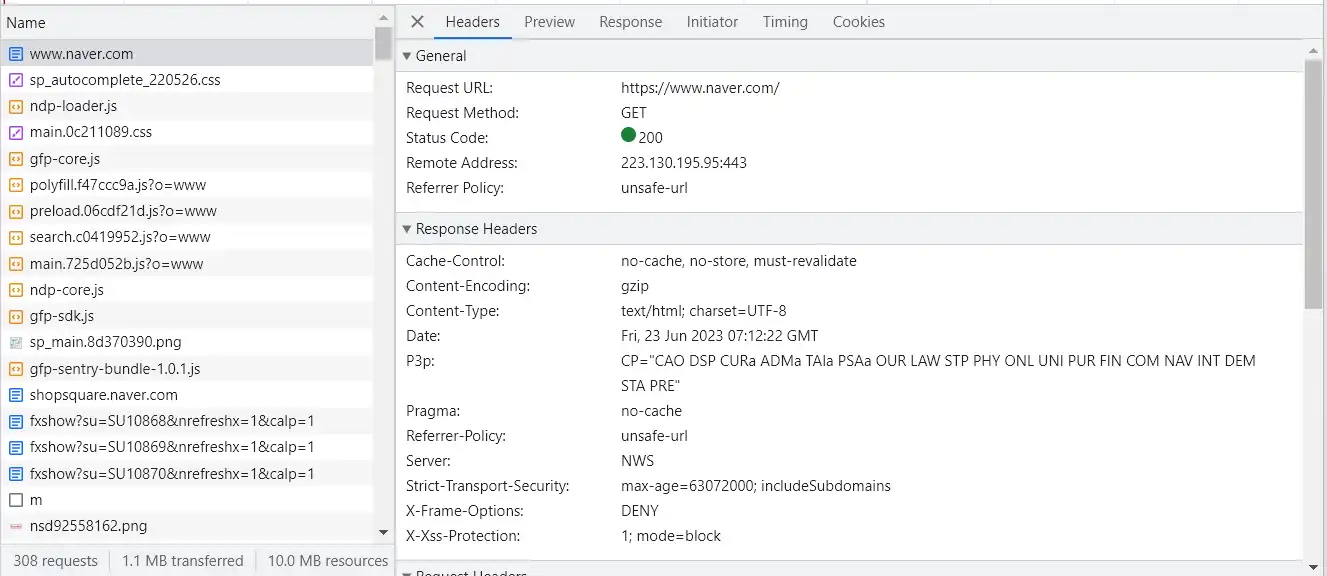 Name
www.naver.com
sp_autocomplete_220526.css
ndp-loader.js
main.0c211089.css
gfp-core.js
polyfill.f47ccc9a.js?o=www
preload.06cdf21d.js?o=www
search.c0419952.js?o=www
main.725d052b.js?o=www
ndp-core.js
gfp-sdk.js
sp_main.8d370390.png
gfp-sentry-bundle-1.0.1.js
shopsquare.naver.com
fxshow?su=SU10868&nrefreshx=1&calp=1
fxshow?su=SU10869&nrefreshx=1&calp=1
fxshow?su=SU10870&nrefreshx=1&calp=1
m
nsd92558162.png
308 requests 1.1 MB transferred 10.0 MB resources
Headers Preview Response Initiator Timing Cookies
General
Request URL: https://www.naver.com/
Request Method: GET
Status Code: 200
Remote Address: 223.130.195.95:443
Referrer Policy: unsafe-url
Response Headers
Cache-Control: no-cache, no-store, must-revalidate
Content-Encoding: gzip
Content-Type: text/html; charset=UTF-8
Date: Fri, 23 Jun 2023 07:12:22 GMT
P3p: CP="CAO DSP CURa ADMa TAIa PSAa OUR LAW STP PHY ONL UNI PUR FIN COM NAV INT DEM
STA PRE"
Pragma: no-cache
Referrer-Policy: unsafe-url
Server: NWS
Strict-Transport-Security: max-age=63072000; includeSubdomains
X-Frame-Options: DENY
X-Xss-Protection: 1; mode=block
Request Headers